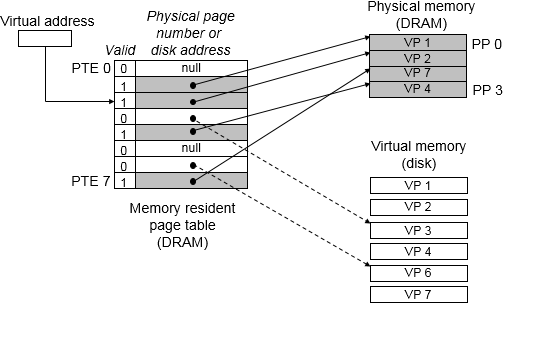 Virtual address
Physical page
number or
disk address
Valid
PTE 0
0
null
1
1
0
1
0
null
0
PTE 7
1
Memory resident
page table
(DRAM)
Physical memory
(DRAM)
VP 1
PP 0
VP 2
VP 7
VP 4
PP 3
Virtual memory
(disk)
VP 1
VP 2
VP 3
VP 4
VP 6
VP 7